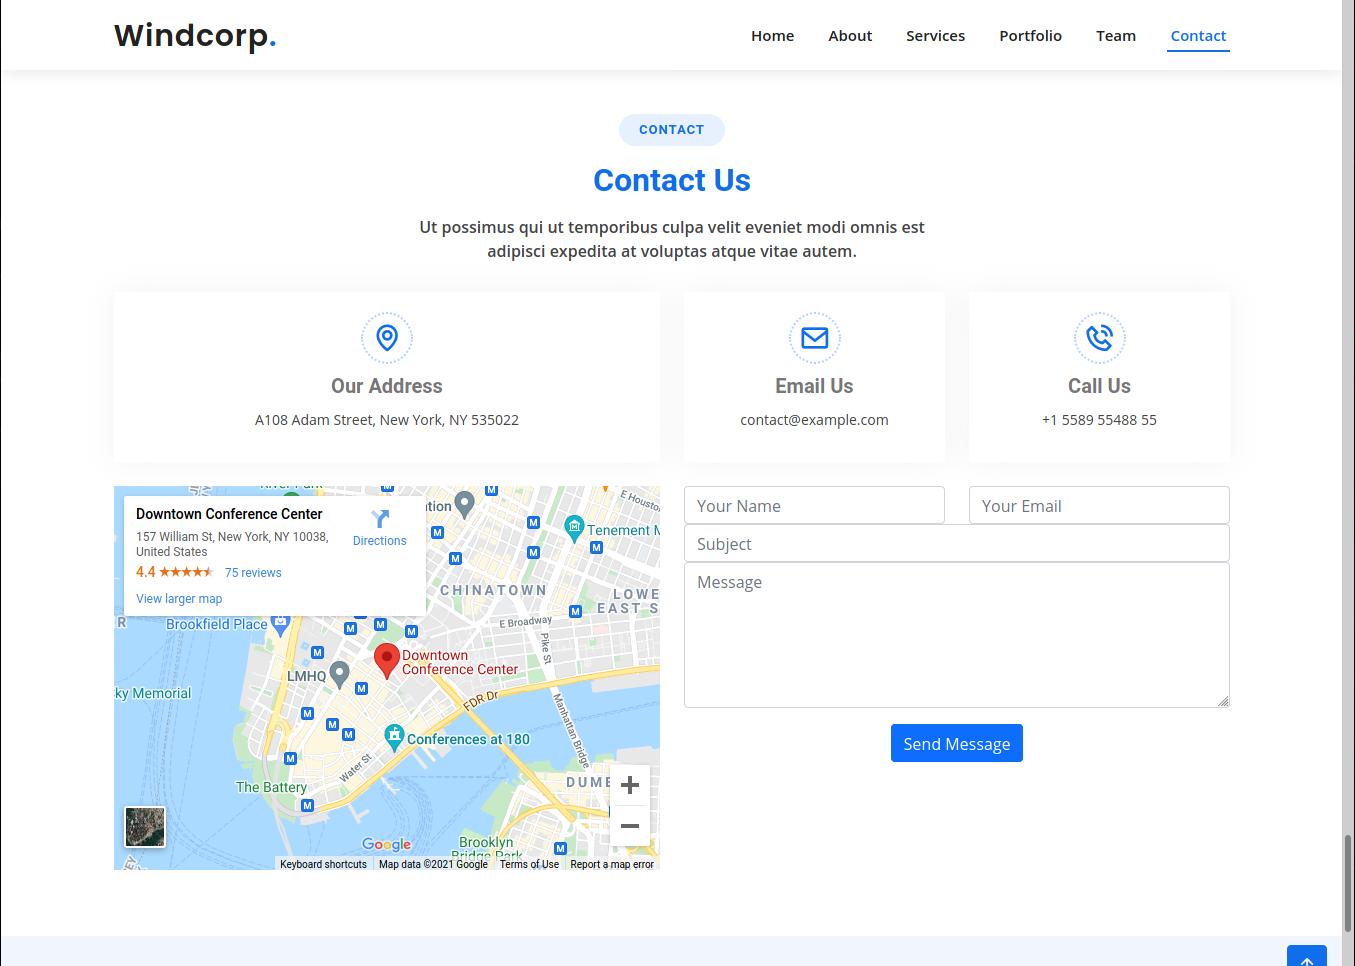 Windcorp.
Home
About
Services
Portfolio
Team
Contact
CONTACT
Contact Us
Ut possimus qui ut temporibus culpa velit eveniet modi omnis est
adipisci expedita at voluptas atque vitae autem.
Our Address
A108 Adam Street, New York, NY 535022
Email Us
contact@example.com
Call Us
+1 5589 55488 55
Downtown Conference Center
157 William St, New York, NY 10038,
United States
Directions
4.4
75 reviews
View larger map
E Houston
Tenement M
CHINATOWN
LOWE
EAST S
E Broadway
Pike St
Brookfield Place
R
Downtown
Conference Center
LMHQ
ky Memorial
FDR Dr
Manhattan Bridge
Conferences at 180
Water St
The Battery
DUMB
Google
Brooklyn
Bridge Park
Keyboard shortcuts
Map data ©2021 Google
Terms of Use
Report a map error
Your Name
Your Email
Subject
Message
Send Message